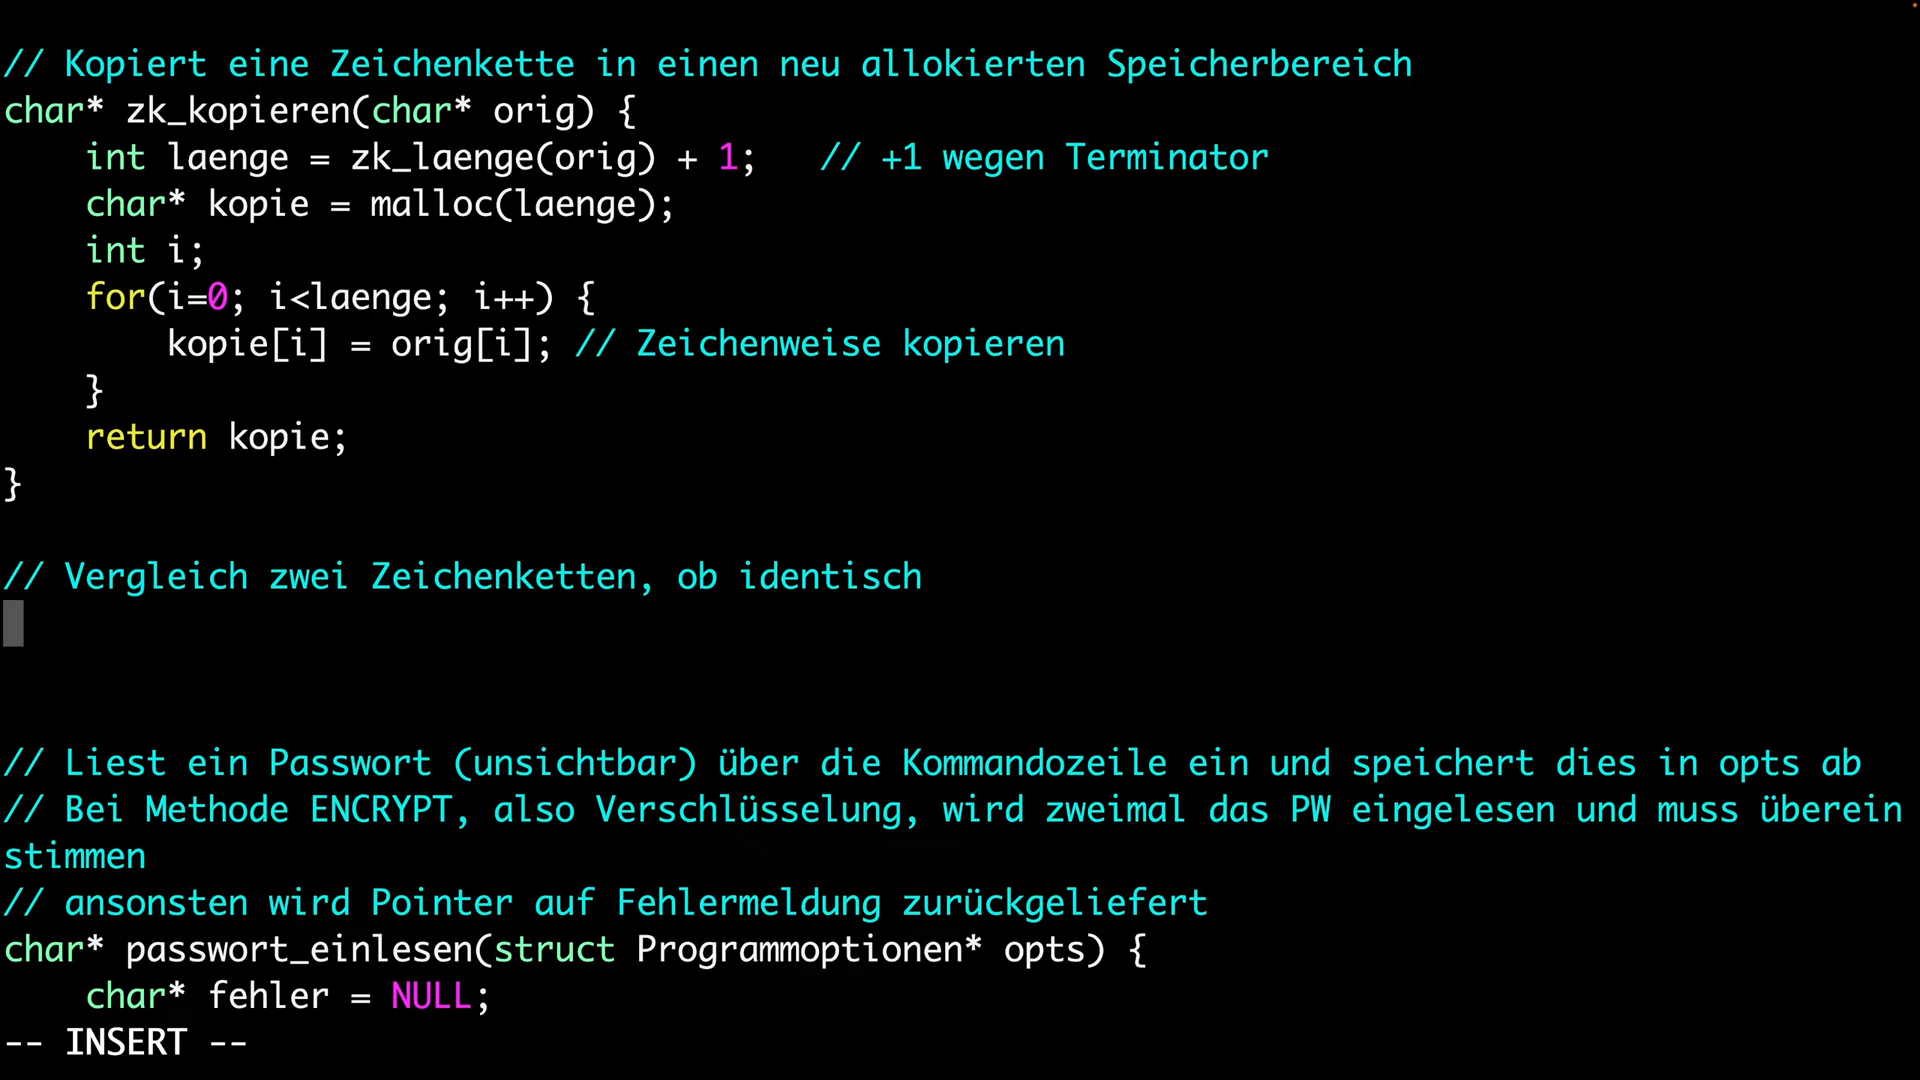 // Kopiert eine Zeichenkette in einen neu allokierten Speicherbereich
char* zk_kopieren(char* orig) {
    int laenge = zk_laenge(orig) + 1;   // +1 wegen Terminator
    char* kopie = malloc(laenge);
    int i;
    for(i=0; i<laenge; i++) {
        kopie[i] = orig[i]; // Zeichenweise kopieren
    }
    return kopie;
}
// Vergleich zwei Zeichenketten, ob identisch
// Liest ein Passwort (unsichtbar) über die Kommandozeile ein und speichert dies in opts ab
// Bei Methode ENCRYPT, also Verschlüsselung, wird zweimal das PW eingelesen und muss überein
stimmen
// ansonsten wird Pointer auf Fehlermeldung zurückgeliefert
char* passwort_einlesen(struct Programmoptionen* opts) {
    char* fehler = NULL;
-- INSERT --